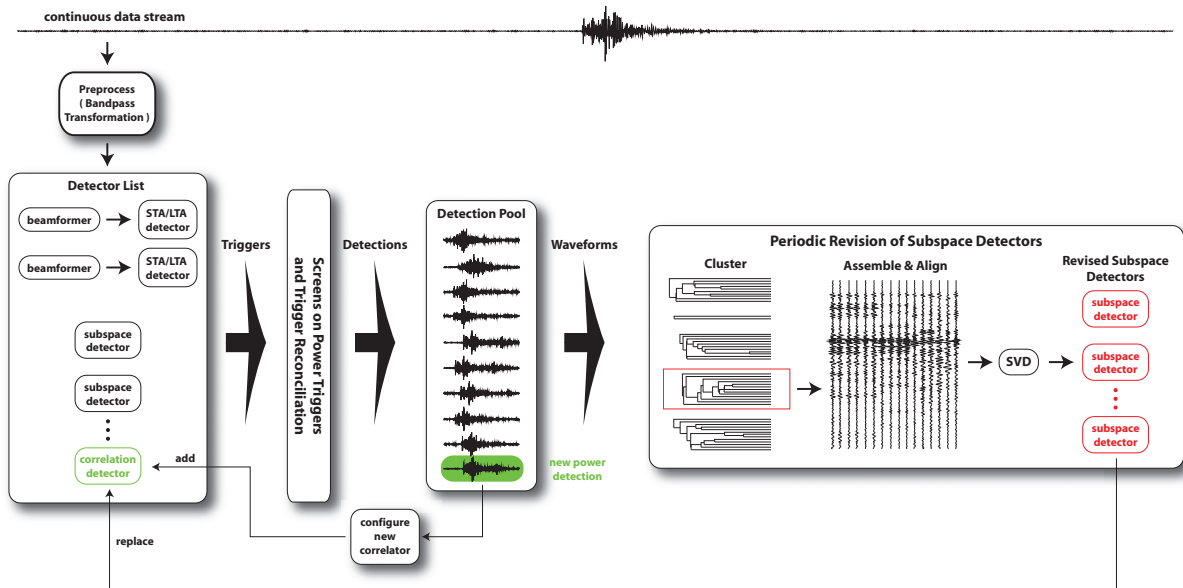 continuous data stream
Preprocess
( Bandpass
Transformation )
Detector List
beamformer
STA/LTA
detector
beamformer
STA/LTA
detector
subspace
detector
subspace
detector
correlation
detector
Triggers
Screens on Power Triggers
and Trigger Reconciliation
Detections
Detection Pool
new power
detection
Waveforms
add
configure
new
correlator
replace
Periodic Revision of Subspace Detectors
Cluster
Assemble & Align
SVD
Revised Subspace
Detectors
subspace
detector
subspace
detector
subspace
detector